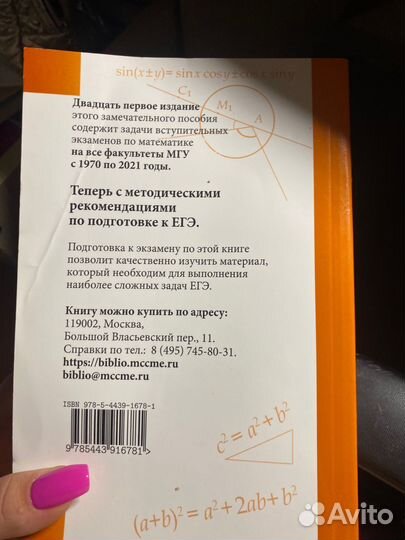 sin(x±y)=sinx cosy±cosx siny
C₁
M₁
A
Двадцать первое издание
этого замечательного пособия
содержит задачи вступительных
экзаменов по математике
на все факультеты МГУ
с 1970 по 2021 годы.
Теперь с методическими
рекомендациями
по подготовке к ЕГЭ.
Подготовка к экзамену по этой книге
позволит качественно изучить материал,
который необходим для выполнения
наиболее сложных задач ЕГЭ.
Книгу можно купить по адресу:
119002, Москва,
Большой Власьевский пер., 11.
Справки по тел.: 8 (495) 745-80-31.
https://biblio.mccme.ru
biblio@mccme.ru
ISBN 978-5-4439-1678-1
9 785443 916781 >
c² = a² + b²
(a+b)² = a² + 2ab + b²
Avito